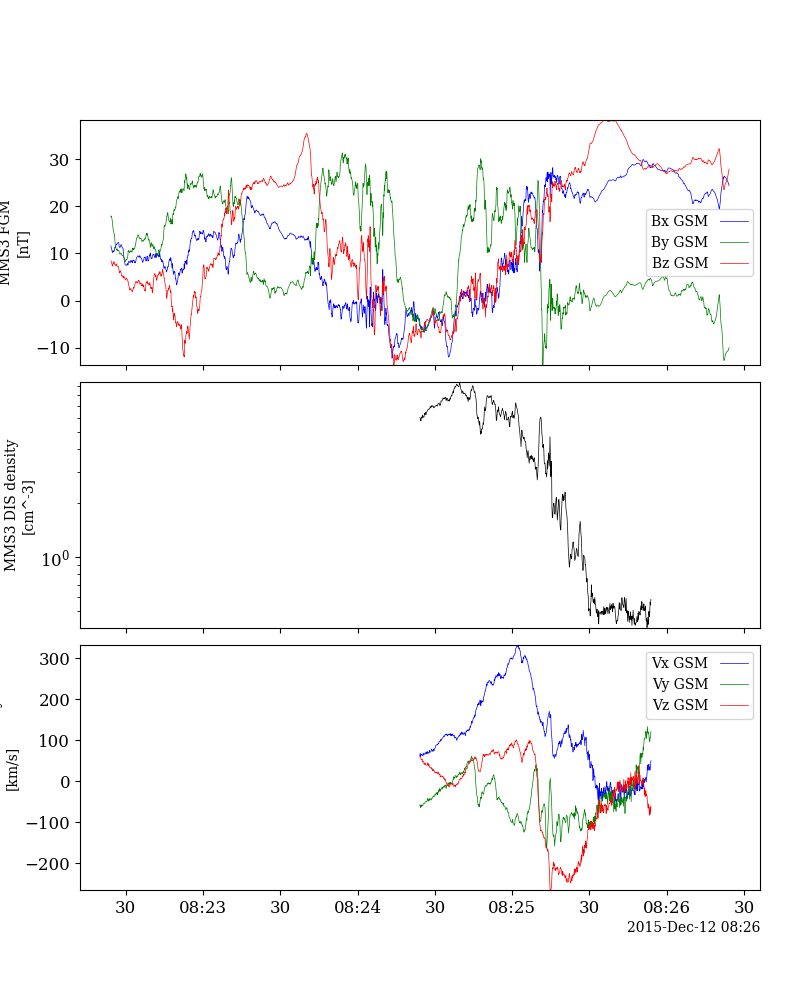 30
20
10
0
−10
MMS3 FGM
[nT]
Bx GSM
By GSM
Bz GSM
10^0
MMS3 DIS density
[cm^-3]
300
200
100
0
−100
−200
[km/s]
Vx GSM
Vy GSM
Vz GSM
30 08:23 30 08:24 30 08:25 30 08:26 30
2015-Dec-12 08:26